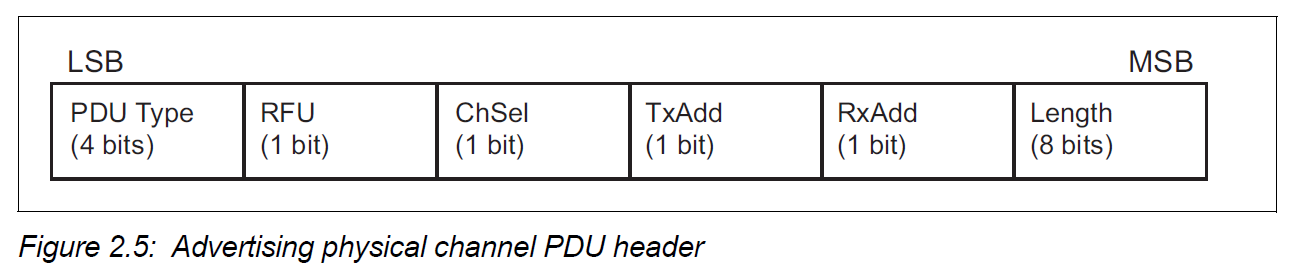 LSB MSB
PDU Type RFU ChSel TxAdd RxAdd Length
(4 bits) (1 bit) (1 bit) (1 bit) (1 bit) (8 bits)
Figure 2.5: Advertising physical channel PDU header